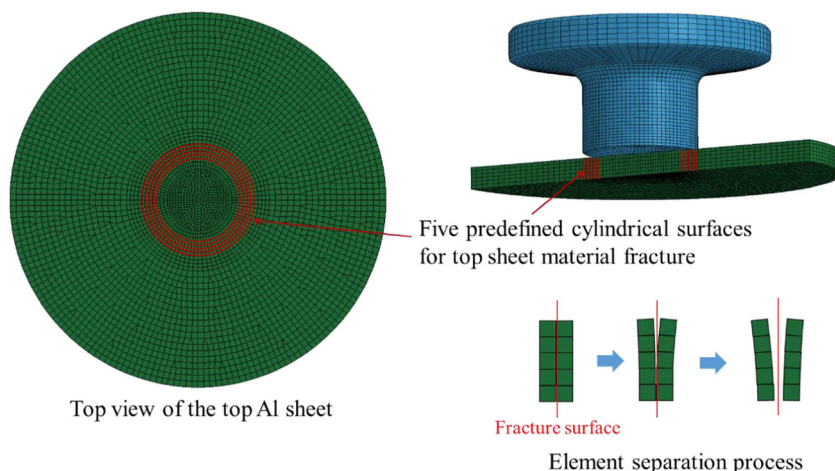 Five predefined cylindrical surfaces
for top sheet material fracture
Top view of the top Al sheet
Fracture surface
Element separation process